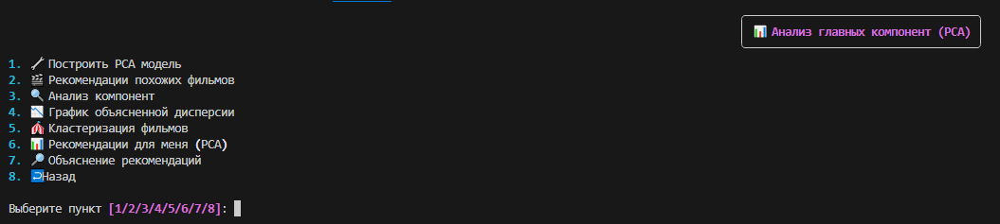 📊 Анализ главных компонент (PCA)
1. 🔧 Построить PCA модель
2. 🎬 Рекомендации похожих фильмов
3. 🔍 Анализ компонент
4. 📉 График объясненной дисперсии
5. 🎪 Кластеризация фильмов
6. 📊 Рекомендации для меня (PCA)
7. 🔎 Объяснение рекомендаций
8. ↩️Назад
Выберите пункт [1/2/3/4/5/6/7/8]: